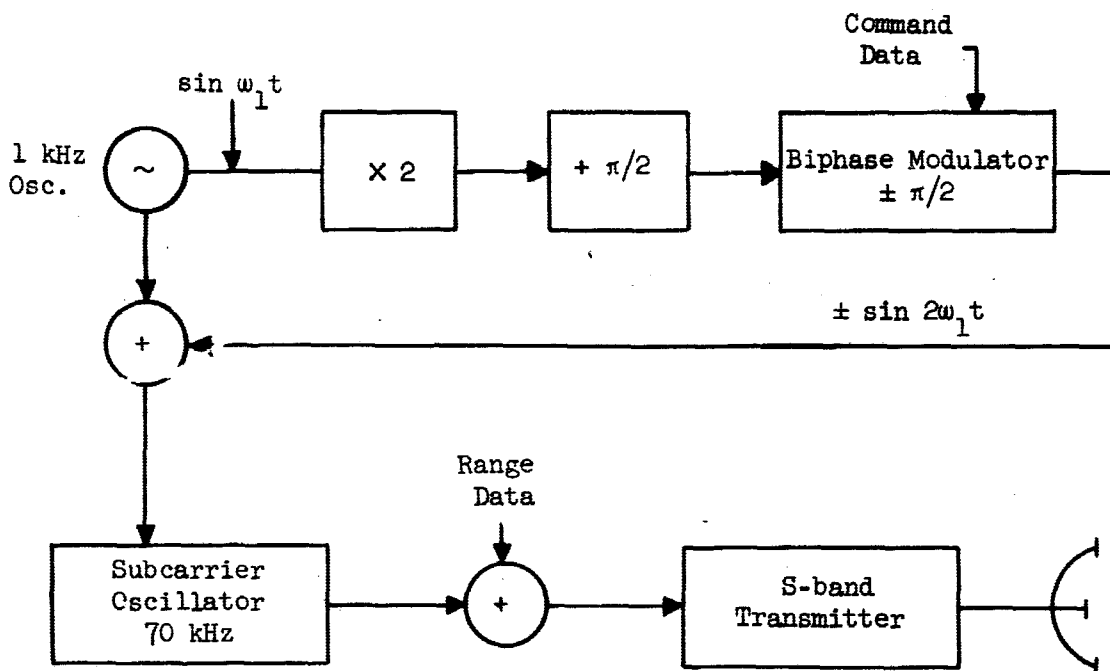 Command
Data
sin ω₁t
1 kHz
Osc.
~
× 2
+ π/2
Biphase Modulator
± π/2
± sin 2ω₁t
+
Range
Data
Subcarrier
Oscillator
70 kHz
+
S-band
Transmitter